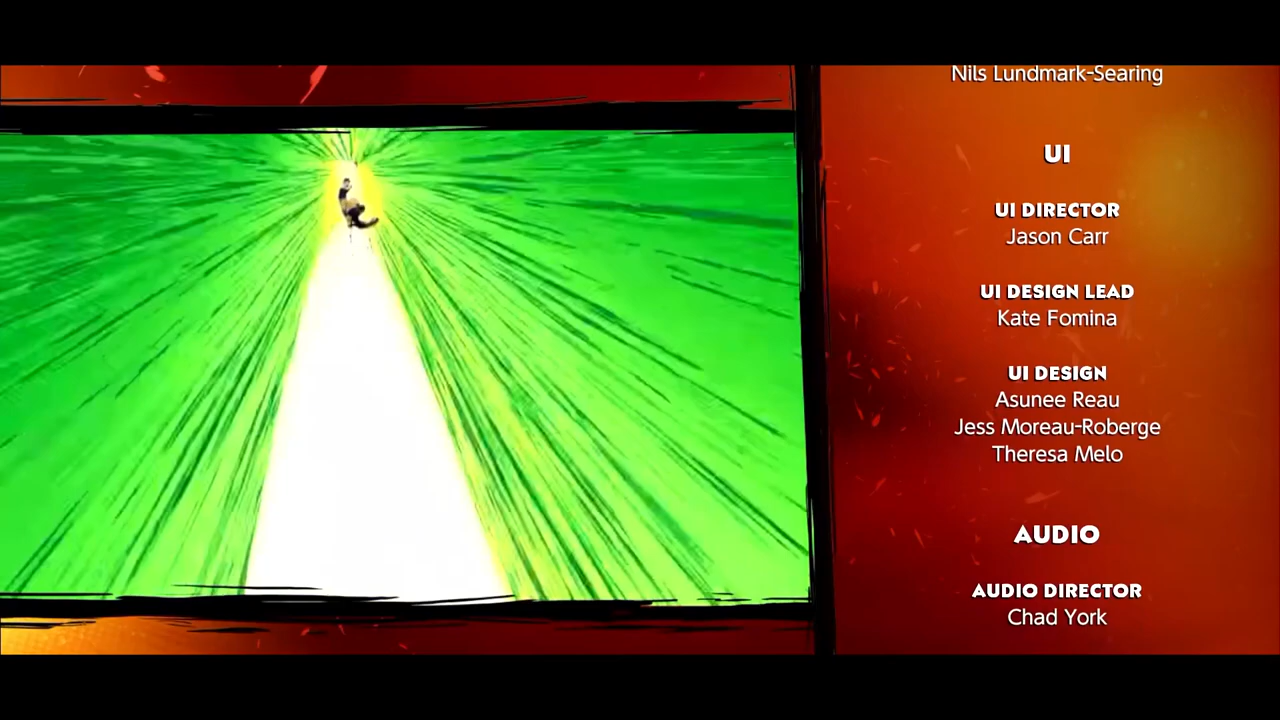 Nils Lundmark-Searing
UI
UI DIRECTOR
Jason Carr
UI DESIGN LEAD
Kate Fomina
UI DESIGN
Asunee Reau
Jess Moreau-Roberge
Theresa Melo
AUDIO
AUDIO DIRECTOR
Chad York